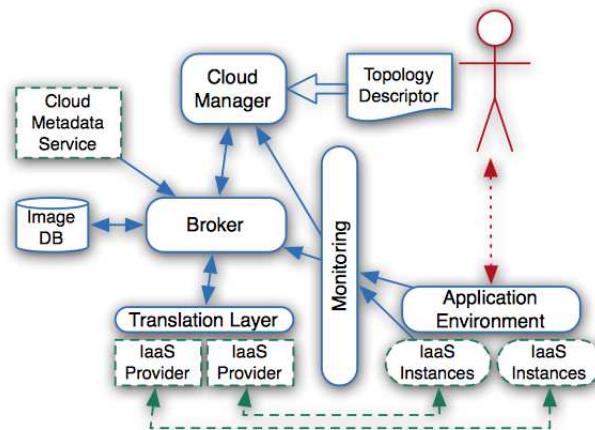 Cloud
Manager
Topology
Descriptor
Cloud
Metadata
Service
Image
DB
Broker
Monitoring
Translation Layer
Application
Environment
IaaS
Provider
IaaS
Provider
IaaS
Instances
IaaS
Instances